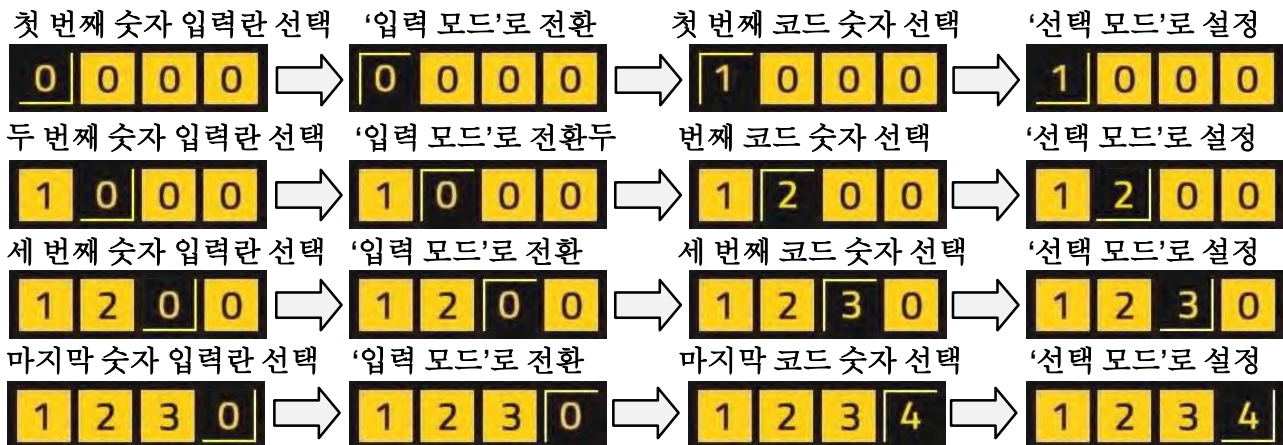 첫 번째 숫자 입력란 선택 ‘입력 모드’로 전환 첫 번째 코드 숫자 선택 ‘선택 모드’로 설정
0 0 0 0 0 0 0 0 1 0 0 0 1 0 0 0
두 번째 숫자 입력란 선택 ‘입력 모드’로 전환두 번째 코드 숫자 선택 ‘선택 모드’로 설정
1 0 0 0 1 0 0 0 1 2 0 0 1 2 0 0
세 번째 숫자 입력란 선택 ‘입력 모드’로 전환 세 번째 코드 숫자 선택 ‘선택 모드’로 설정
1 2 0 0 1 2 0 0 1 2 3 0 1 2 3 0
마지막 숫자 입력란 선택 ‘입력 모드’로 전환 마지막 코드 숫자 선택 ‘선택 모드’로 설정
1 2 3 0 1 2 3 0 1 2 3 4 1 2 3 4